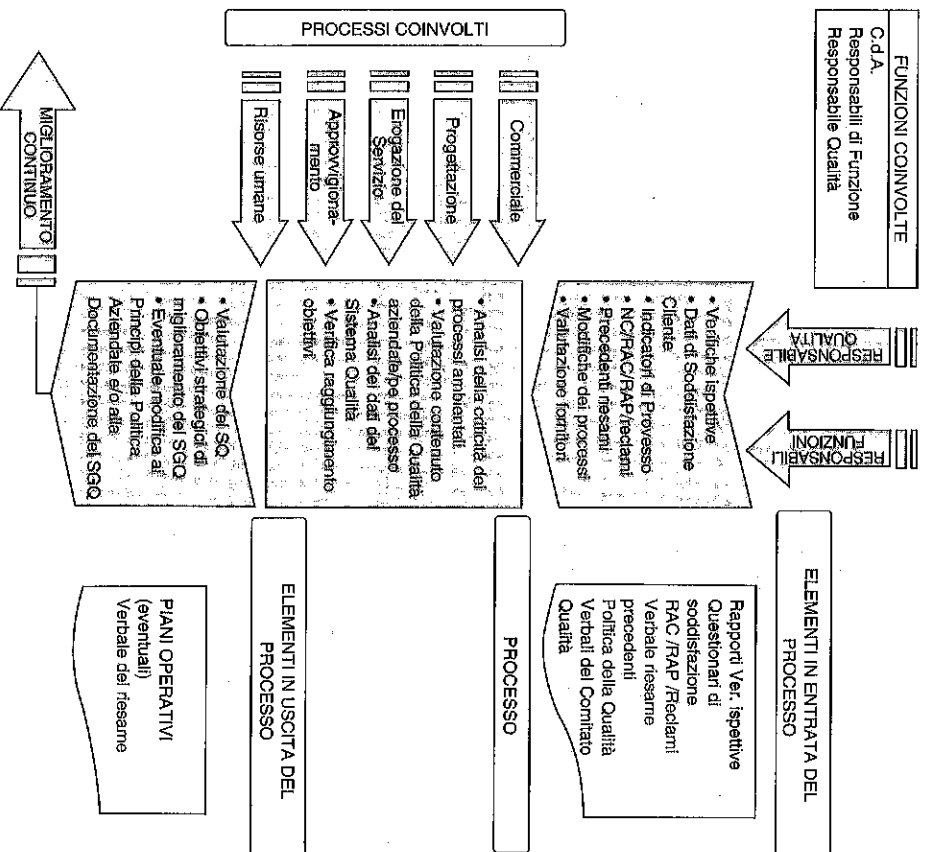 FUNZIONI COINVOLTE
C.d.A.
Responsabili di Funzione
Responsabile Qualità
RESPONSABILE
QUALITÀ
RESPONSABILI
FUNZIONI
ELEMENTI IN ENTRATA DEL
PROCESSO
• Verifiche ispettive
• Dati di Soddisfazione
Cliente
• Indicatori di Provesso
• NC/RAC/RAP/reclami
• Precedenti riesami
• Modifiche dei processi
• Valutazione fornitori
Rapporti Ver. ispettive
Questionari di
soddisfazione
RAC /RAP /Reclami
Verbale riesame
precedenti
Politica della Qualità
Verbali del Comitato
Qualità
PROCESSI COINVOLTI
Commerciale
Progettazione
Erogazione del
Servizio
Approvvigiona-
mento
Risorse umane
PROCESSO
• Analisi della criticità dei
processi ambientali.
• Valutazione contenuto
della Politica della Qualità
aziendale/pe processo
• Analisi dei dati del
Sistema Qualità
• Verifica raggiungimento
obiettivi
ELEMENTI IN USCITA DEL
PROCESSO
• Valutazione del SQ
• Obiettivi strategici di
miglioramento del SGQ
• Eventuale modifica ai
Principi della Politica
Aziendale e/o alla
Documentazione del SGQ
PIANI OPERATIVI
(eventuali)
Verbale del riesame
MIGLIORAMENTO
CONTINUO